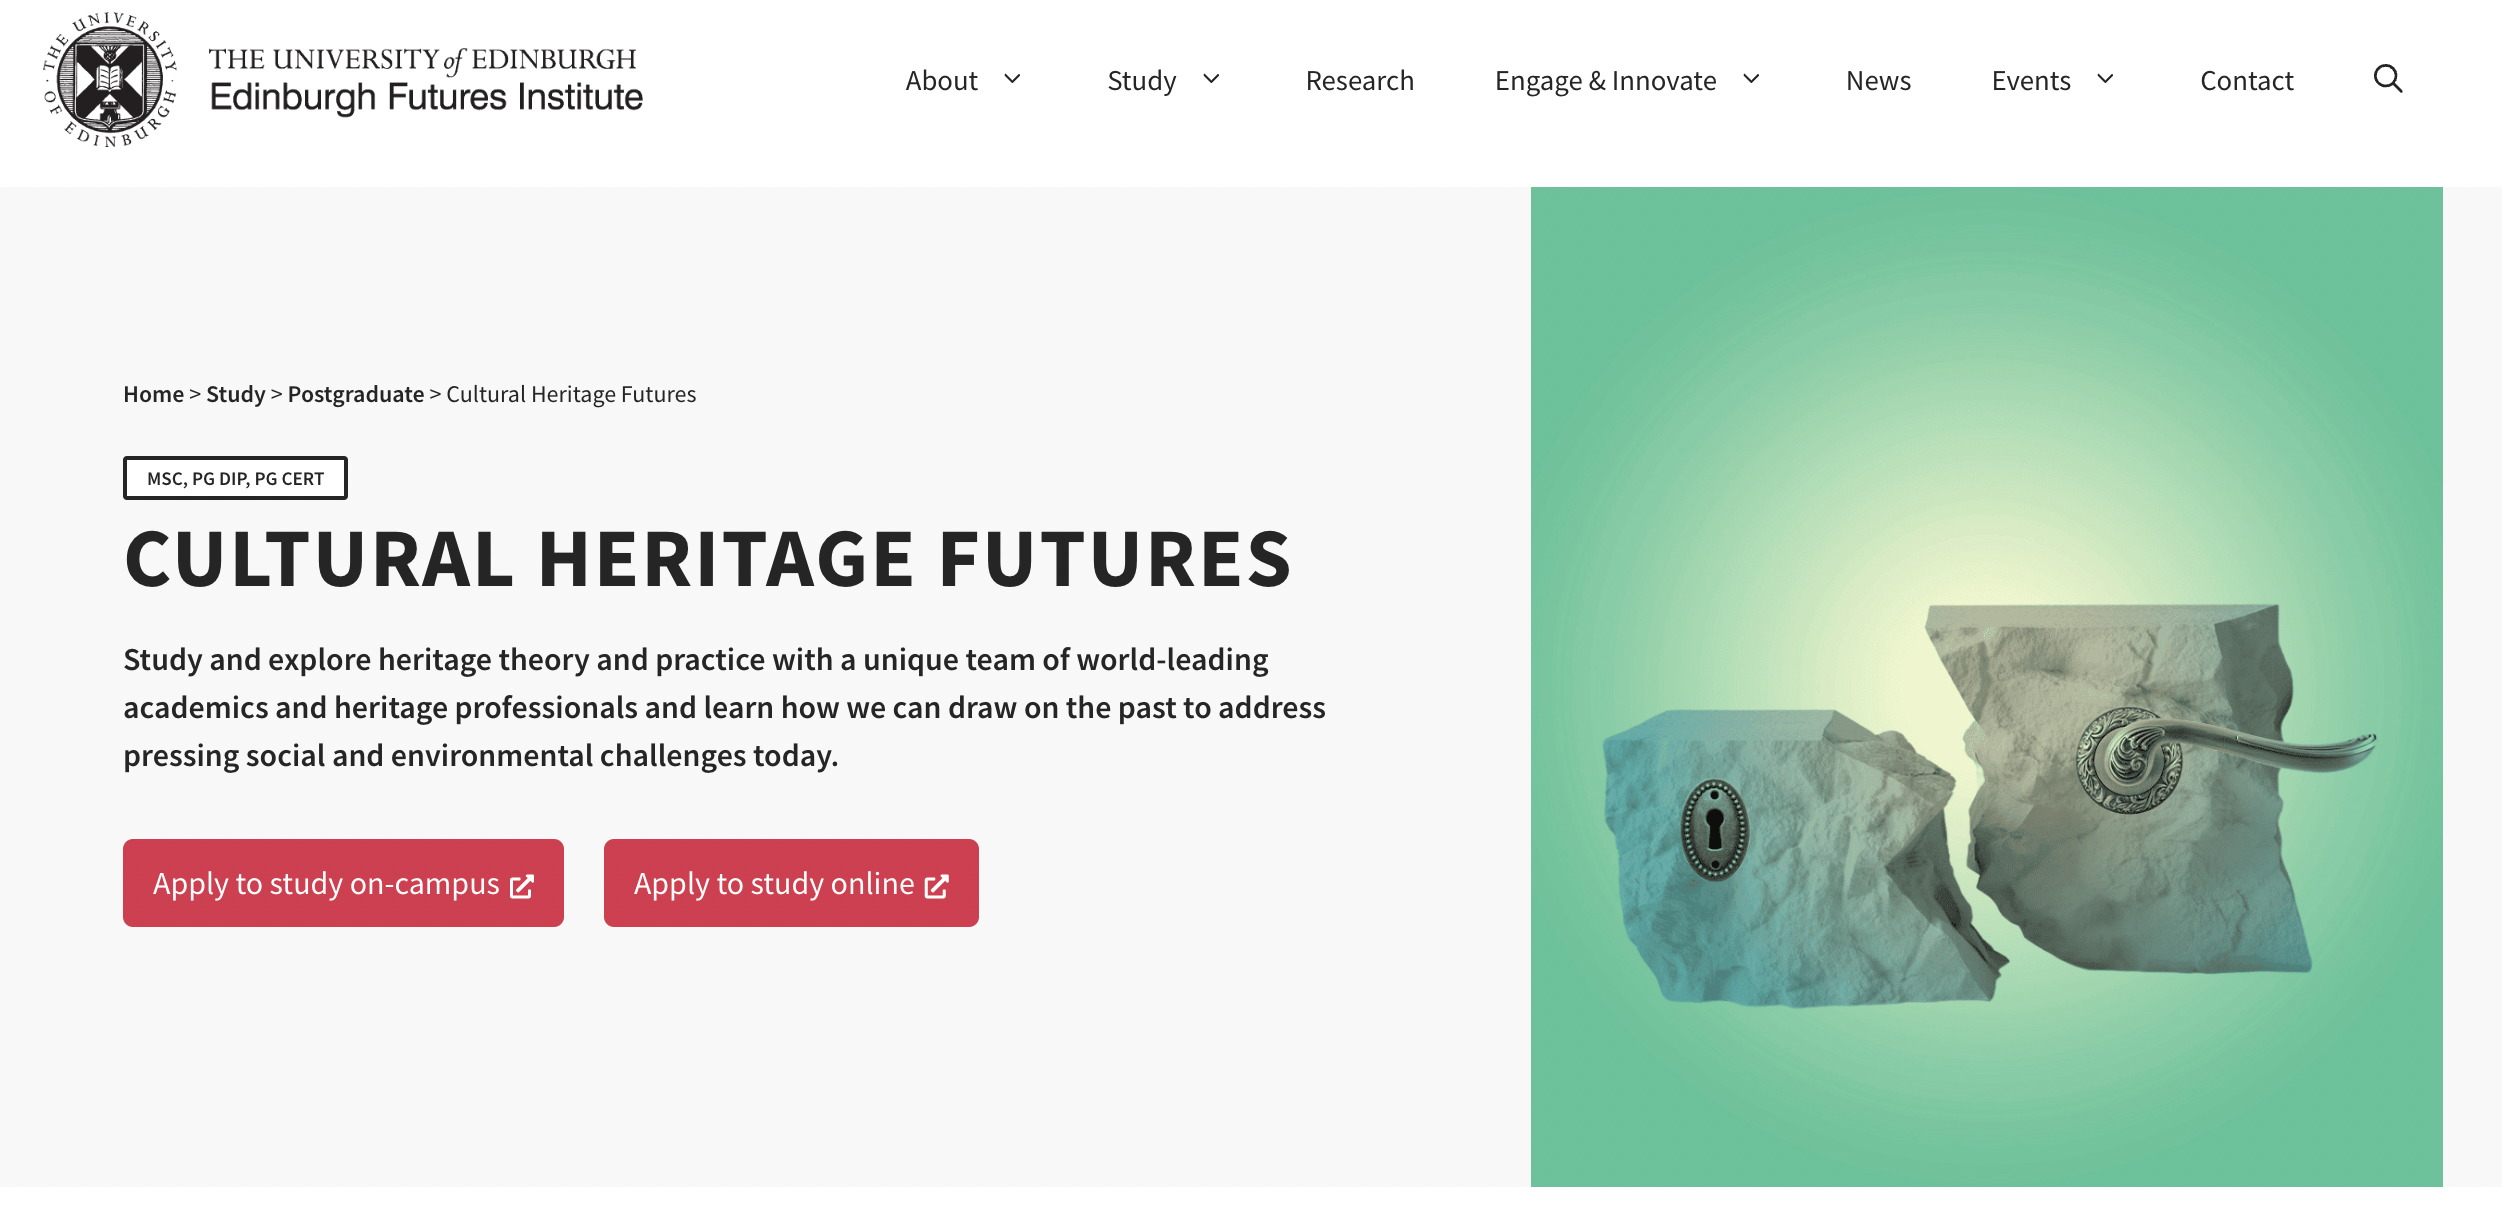 THE UNIVERSITY OF EDINBURGH
THE UNIVERSITY of EDINBURGH
Edinburgh Futures Institute
About
Study
Research
Engage & Innovate
News
Events
Contact
Home > Study > Postgraduate > Cultural Heritage Futures
MSC, PG DIP, PG CERT
CULTURAL HERITAGE FUTURES
Study and explore heritage theory and practice with a unique team of world-leading
academics and heritage professionals and learn how we can draw on the past to address
pressing social and environmental challenges today.
Apply to study on-campus
Apply to study online